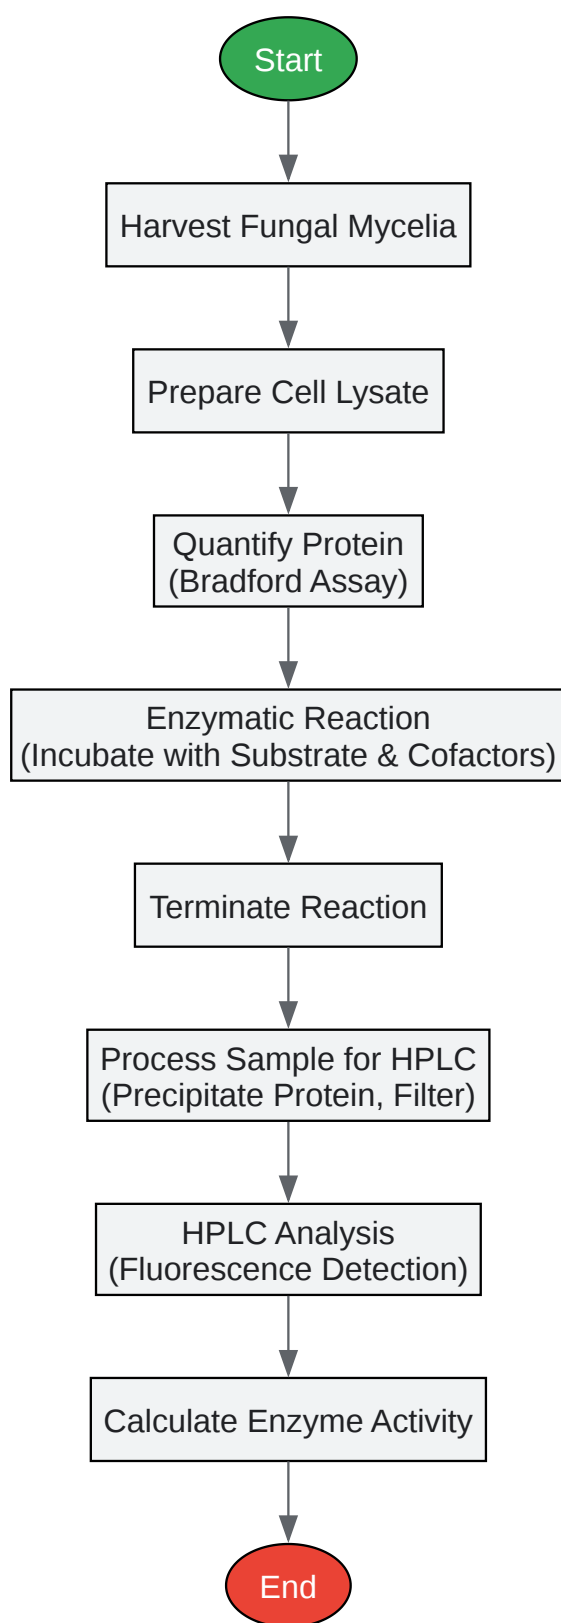 Start
Harvest Fungal Mycelia
Prepare Cell Lysate
Quantify Protein
(Bradford Assay)
Enzymatic Reaction
(Incubate with Substrate & Cofactors)
Terminate Reaction
Process Sample for HPLC
(Precipitate Protein, Filter)
HPLC Analysis
(Fluorescence Detection)
Calculate Enzyme Activity
End